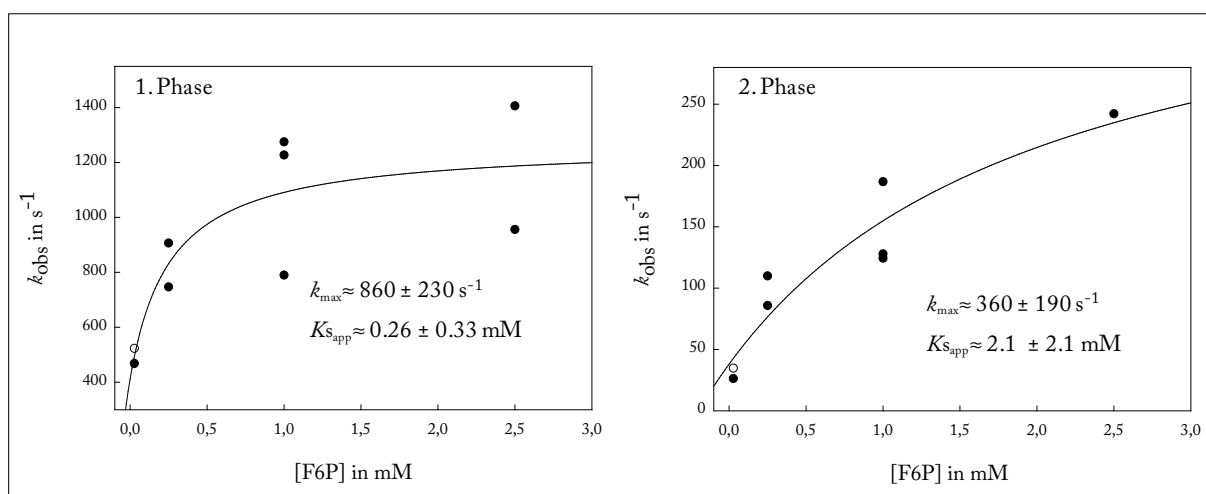 1. Phase
1400
1200
1000
800
600
400
k_obs in s⁻¹
k_max ≈ 860 ± 230 s⁻¹
Ks_app ≈ 0.26 ± 0.33 mM
0,0 0,5 1,0 1,5 2,0 2,5 3,0
[F6P] in mM
2. Phase
250
200
150
100
50
0
k_obs in s⁻¹
k_max ≈ 360 ± 190 s⁻¹
Ks_app ≈ 2.1 ± 2.1 mM
0,0 0,5 1,0 1,5 2,0 2,5 3,0
[F6P] in mM